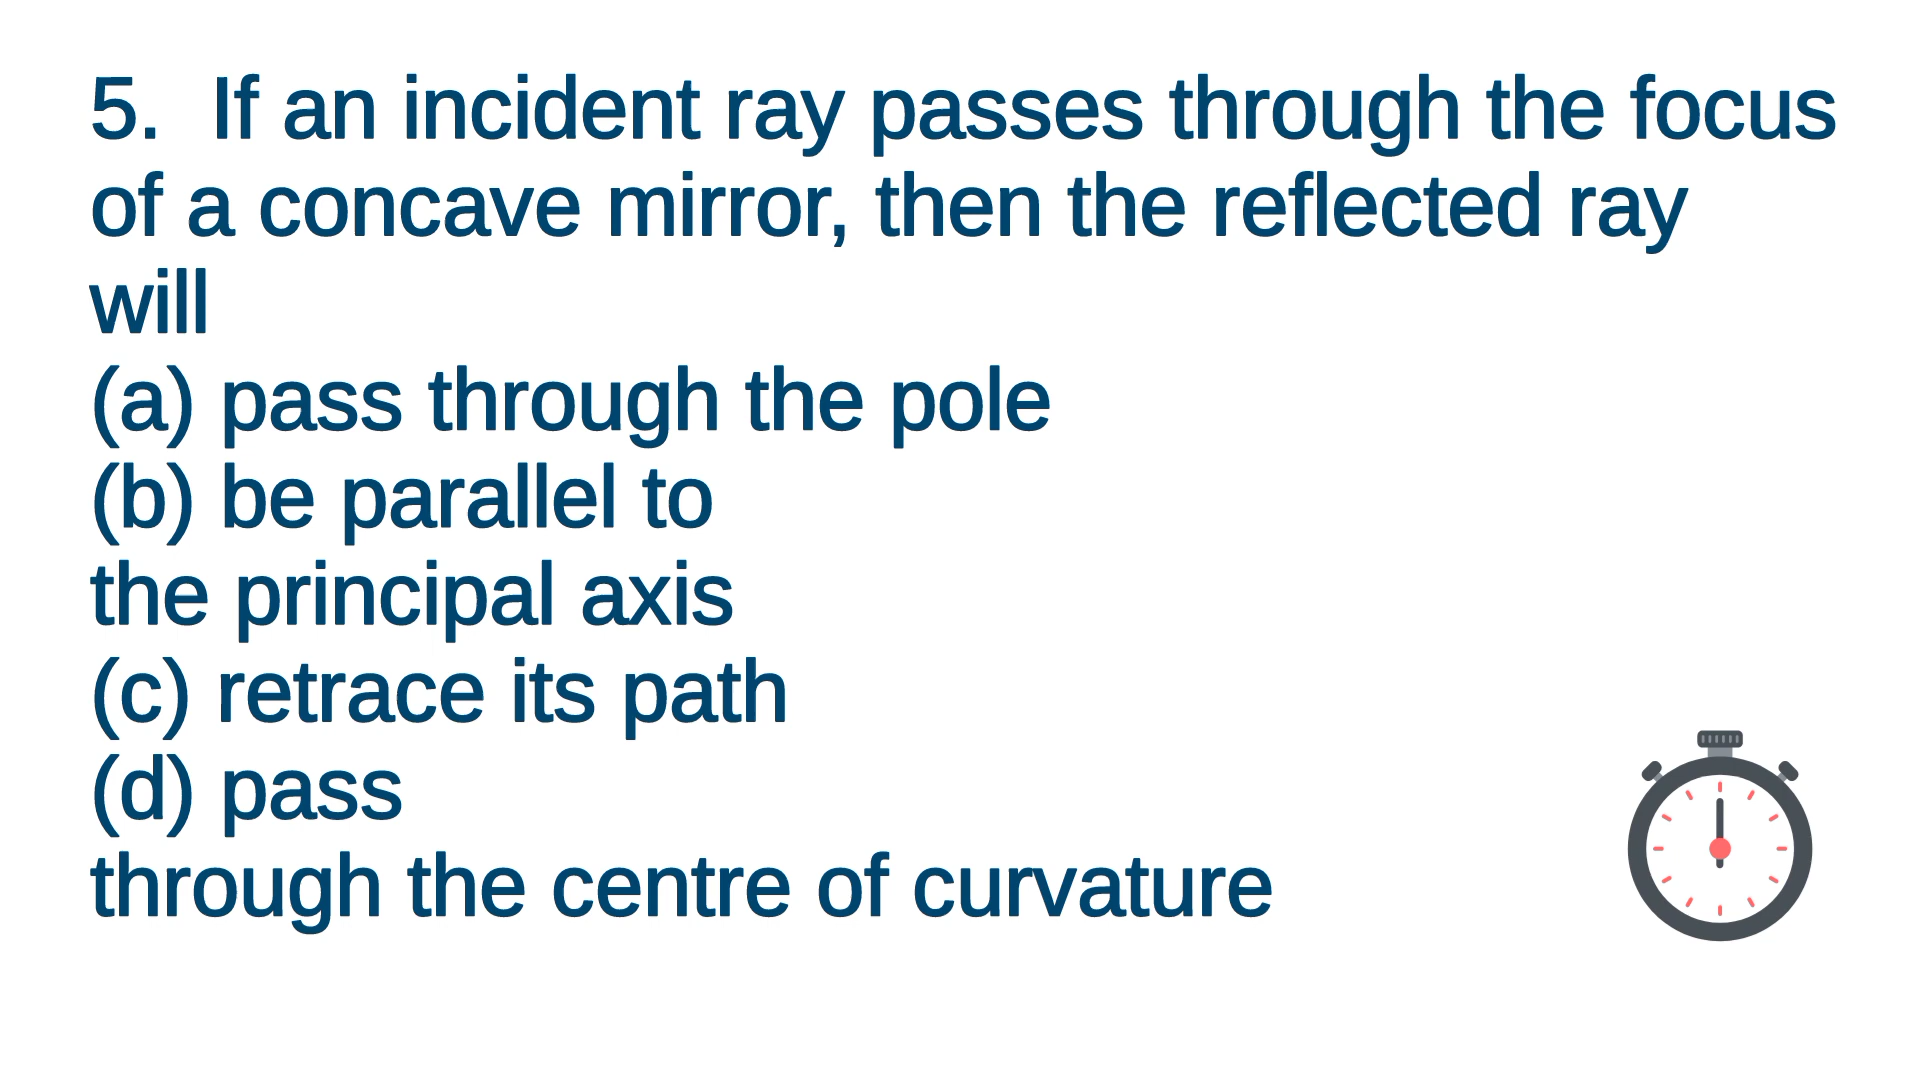 5.  If an incident ray passes through the focus
of a concave mirror, then the reflected ray
will
(a) pass through the pole
(b) be parallel to
the principal axis
(c) retrace its path
(d) pass
through the centre of curvature